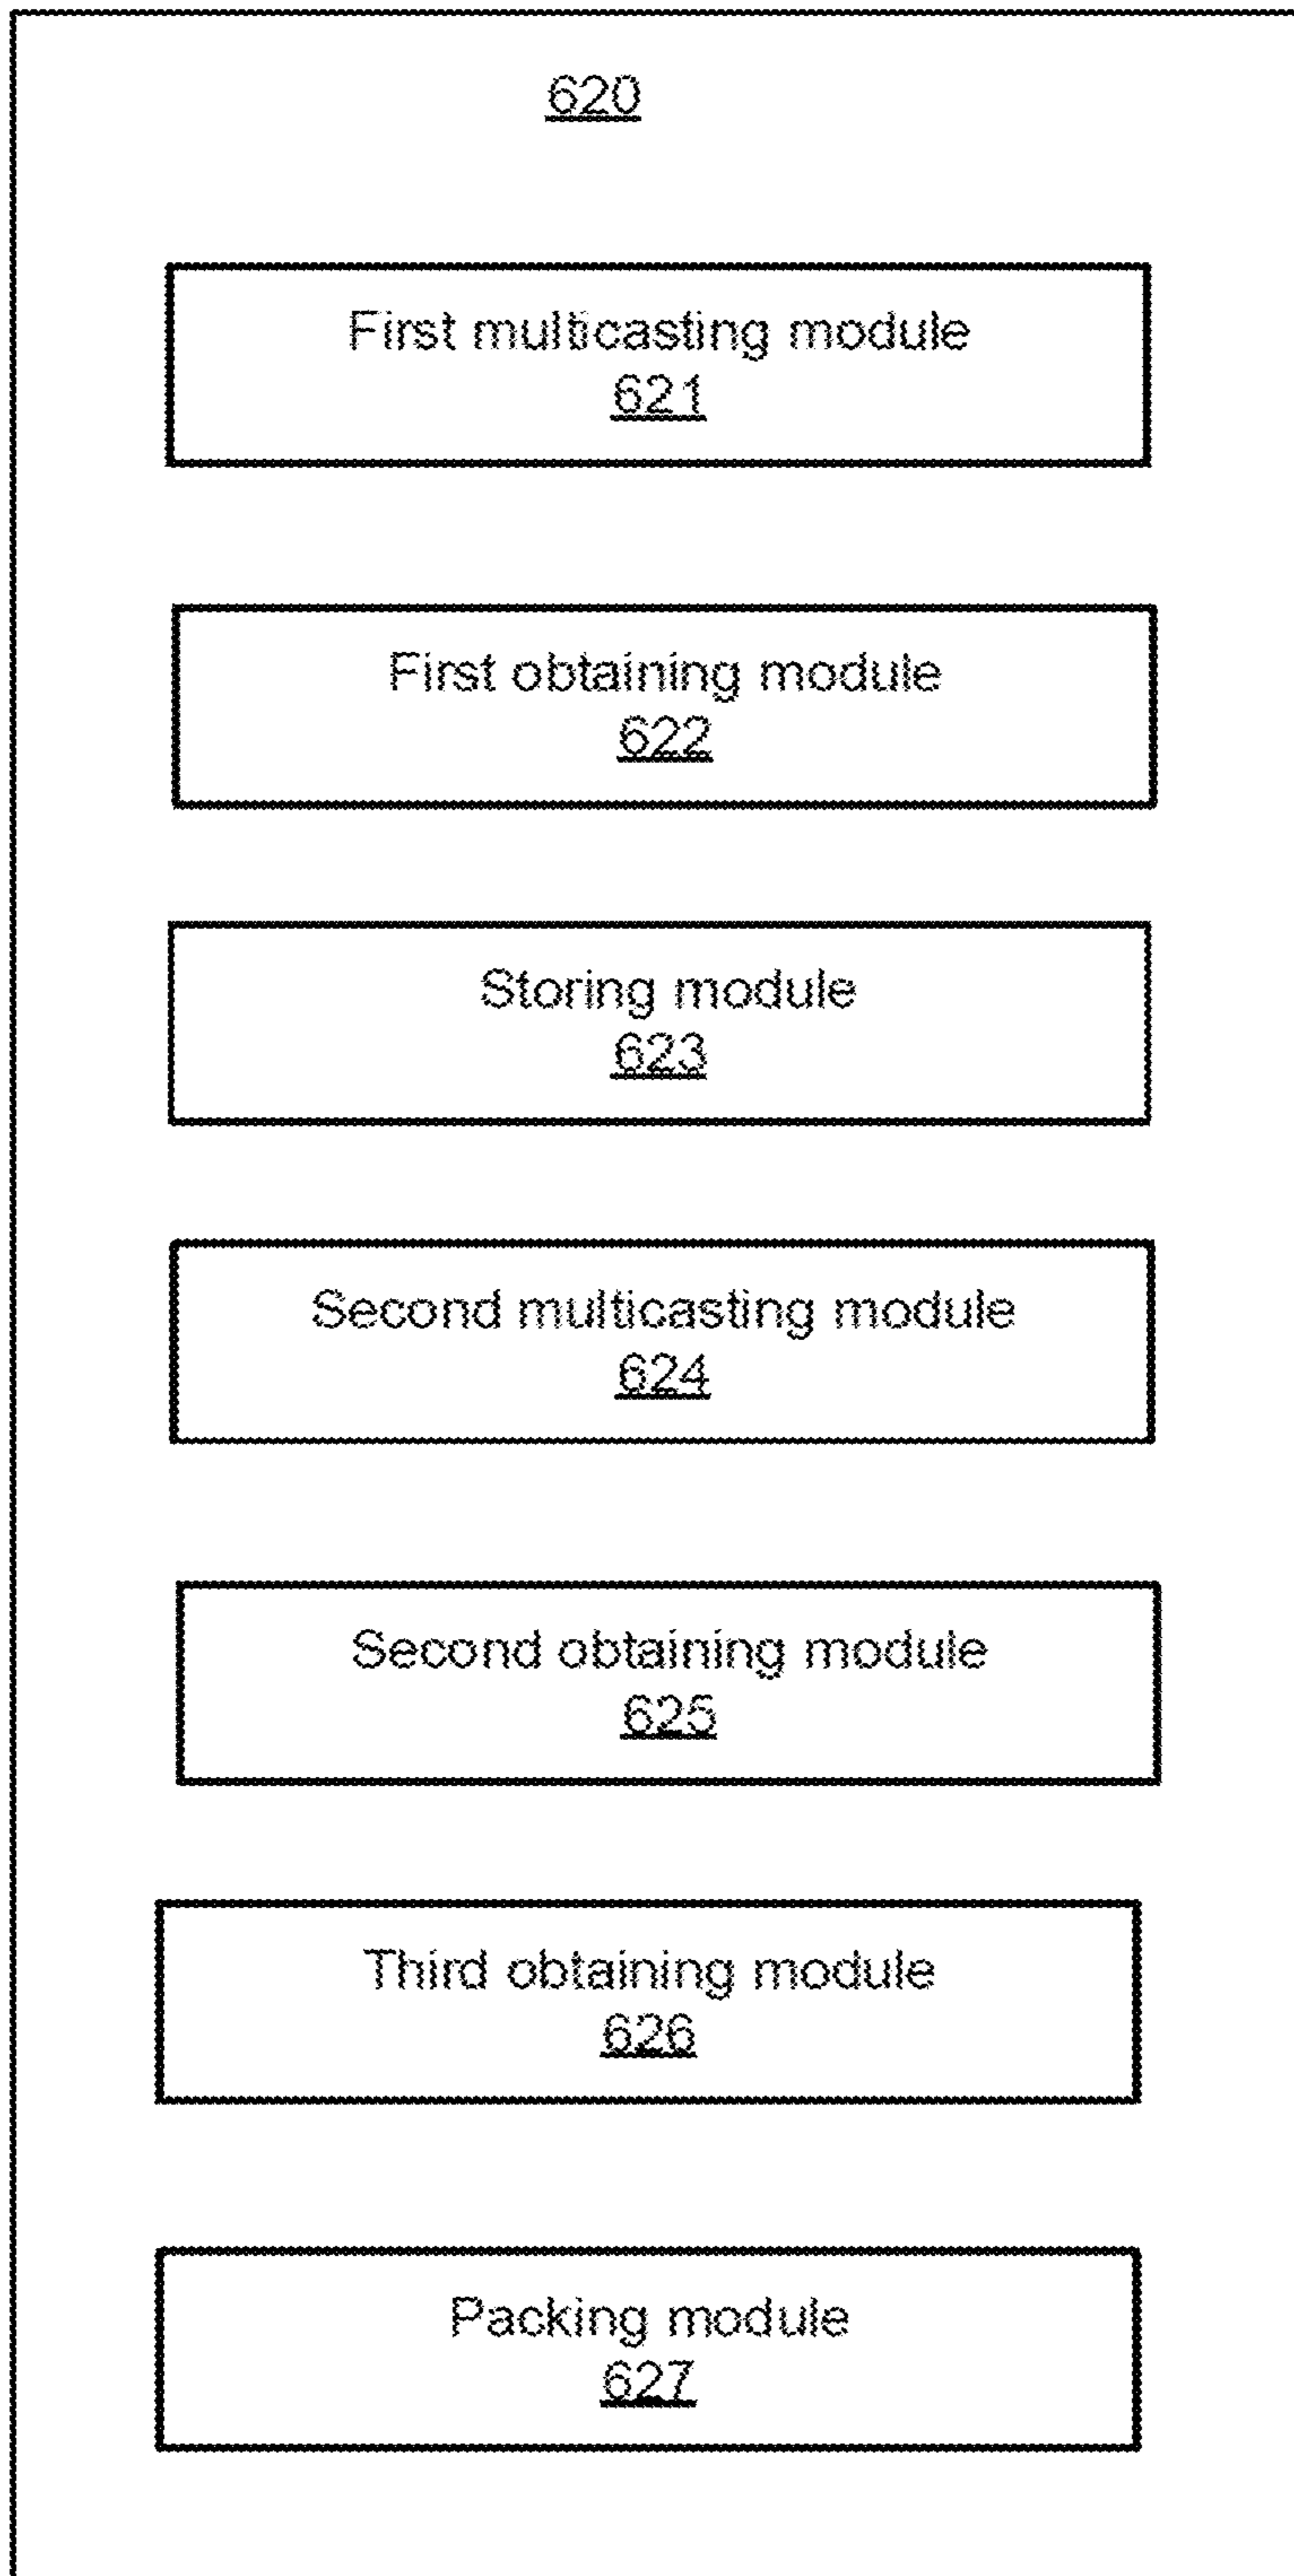 620
First multicasting module
621
First obtaining module
622
Storing module
623
Second multicasting module
624
Second obtaining module
625
Third obtaining module
626
Packing module
627